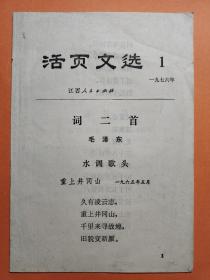 活页文选 1
一九七六年
江西人民出版社
词二首
毛泽东
水调歌头
重上井冈山 一九六五年五月
久有凌云志,
重上井冈山。
千里来寻故地,
旧貌变新颜。
1